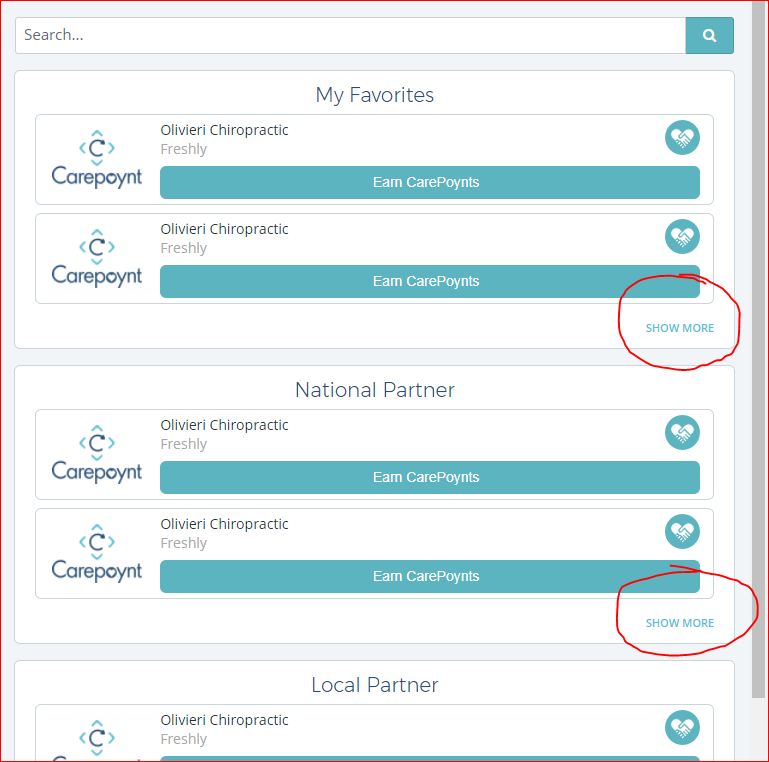 Search...
My Favorites
Olivieri Chiropractic
Freshly
Carepoynt
Earn CarePoynts
Olivieri Chiropractic
Freshly
Carepoynt
Earn CarePoynts
SHOW MORE
National Partner
Olivieri Chiropractic
Freshly
Carepoynt
Earn CarePoynts
Olivieri Chiropractic
Freshly
Carepoynt
Earn CarePoynts
SHOW MORE
Local Partner
Olivieri Chiropractic
Freshly